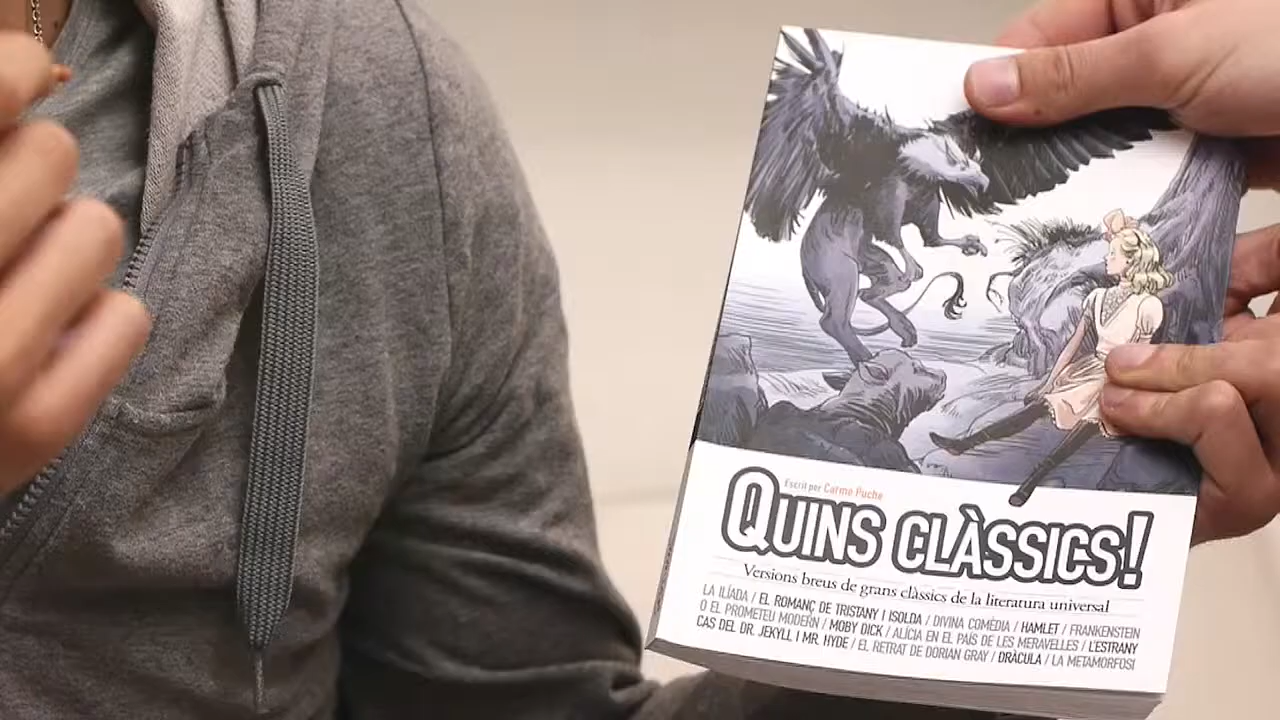 Escrit per Carme Puche
QUINS CLÀSSICS!
Versions breus de grans clàssics de la literatura universal
LA ILÍADA / EL ROMANÇ DE TRISTANY I ISOLDA / DIVINA COMÈDIA / HAMLET / FRANKENSTEIN
O EL PROMETEU MODERN / MOBY DICK / ALÍCIA EN EL PAÍS DE LES MERAVELLES / L'ESTRANY
CAS DEL DR. JEKYLL I MR. HYDE / EL RETRAT DE DORIAN GRAY / DRÀCULA / LA METAMORFOSI